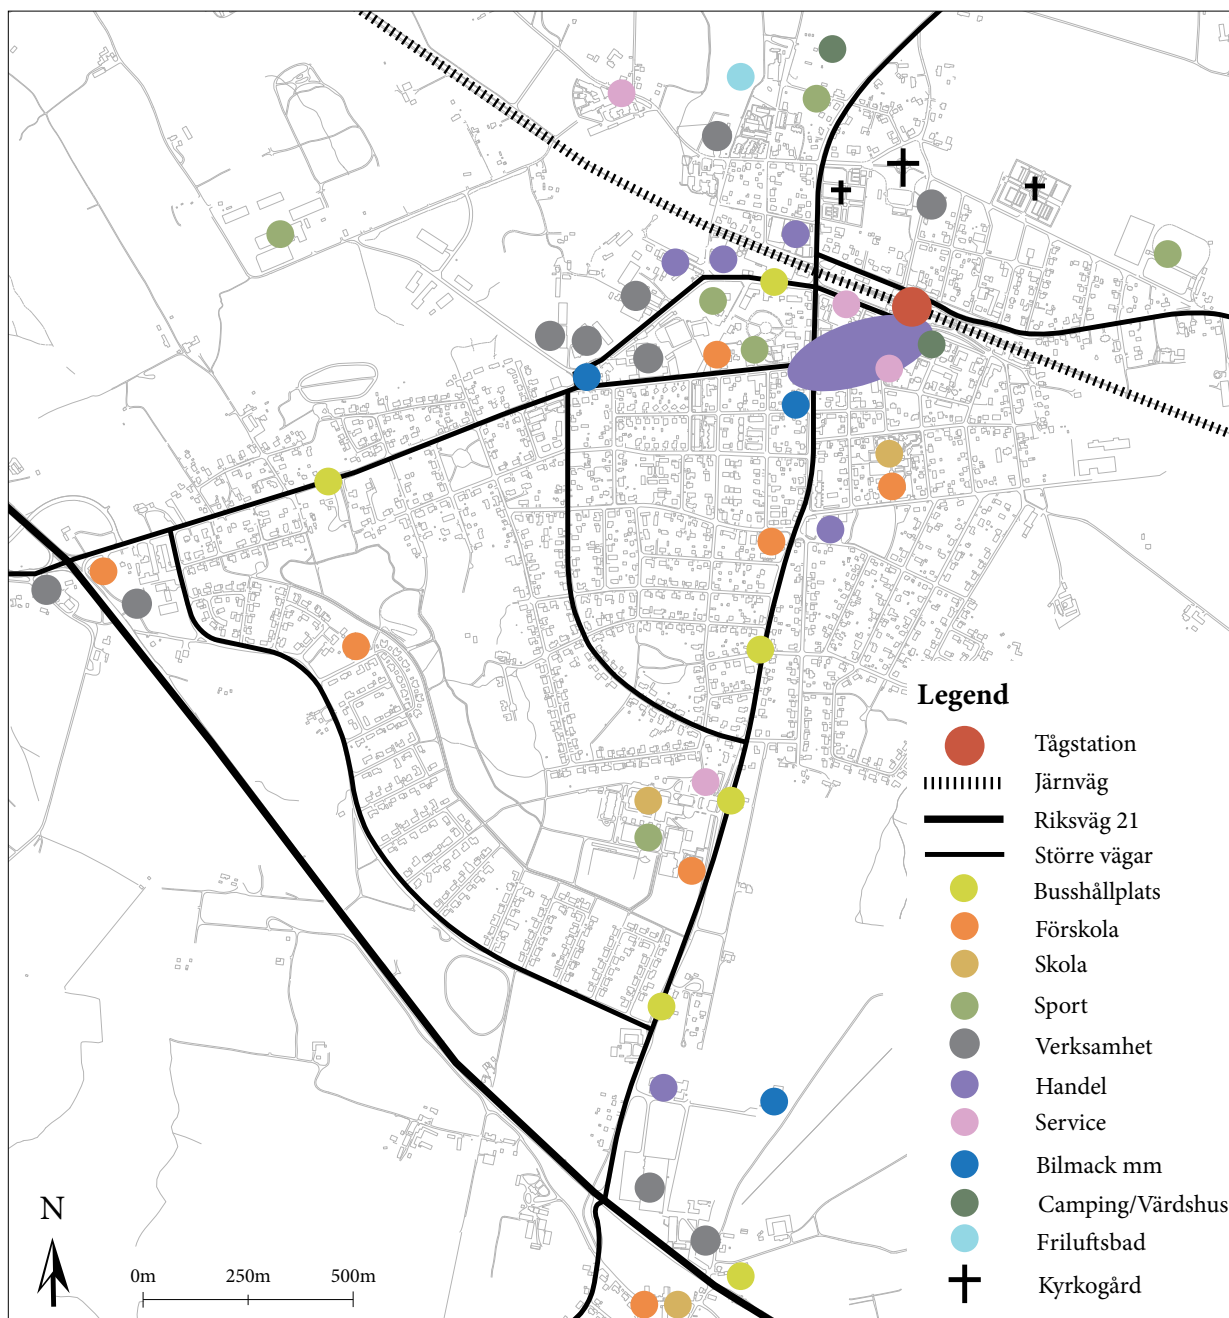 Legend
Tågstation
Järnväg
Riksväg 21
Större vägar
Busshållplats
Förskola
Skola
Sport
Verksamhet
Handel
Service
Bilmack mm
Camping/Värdshus
Friluftsbad
Kyrkogård
N
0m 250m 500m